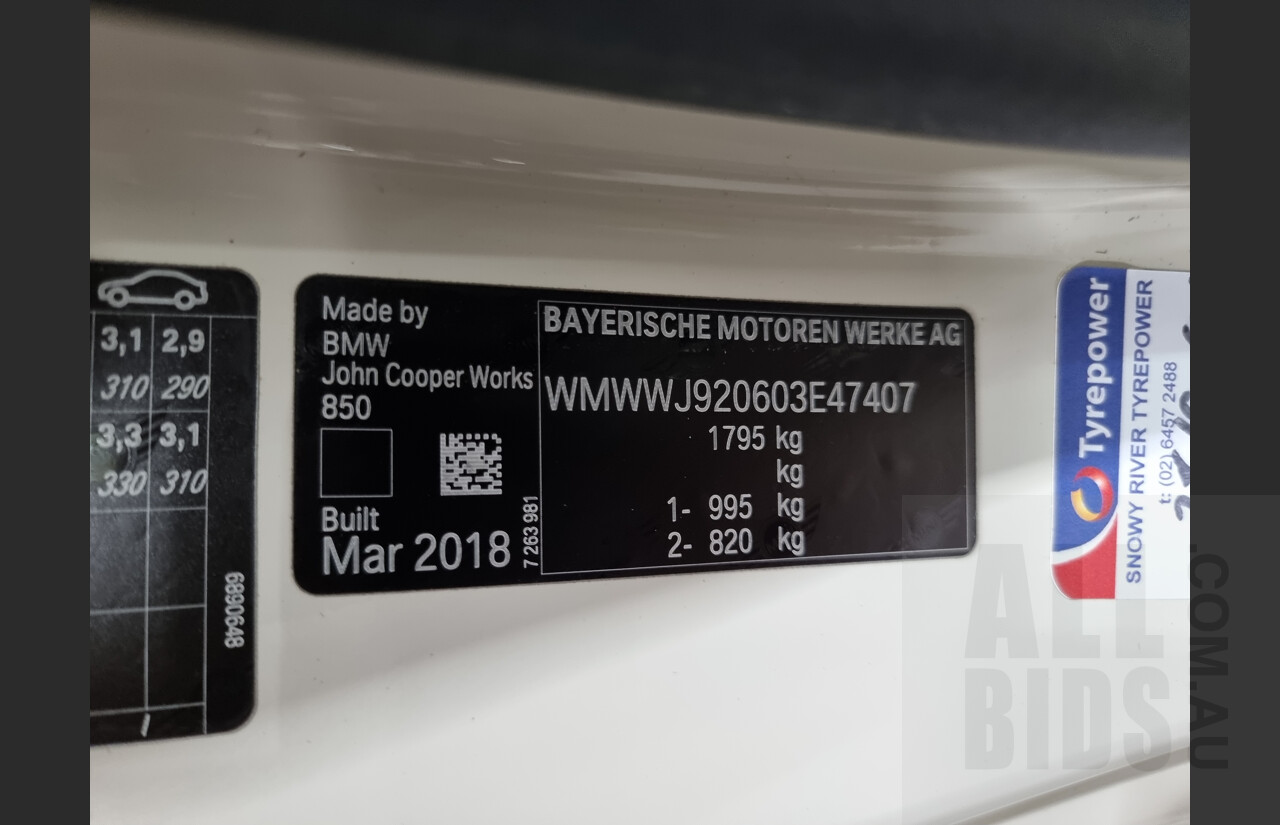 3,1 2,9
310 290
3,3 3,1
330 310
6890648
Made by
BMW
John Cooper Works
850
Built
Mar 2018
7 263 981
BAYERISCHE MOTOREN WERKE AG
WMWWJ920603E47407
1795 kg
kg
1- 995 kg
2- 820 kg
Tyrepower
SNOWY RIVER TYREPOWER
t: (02) 6457 2488
ALL
BIDS
.COM.AU